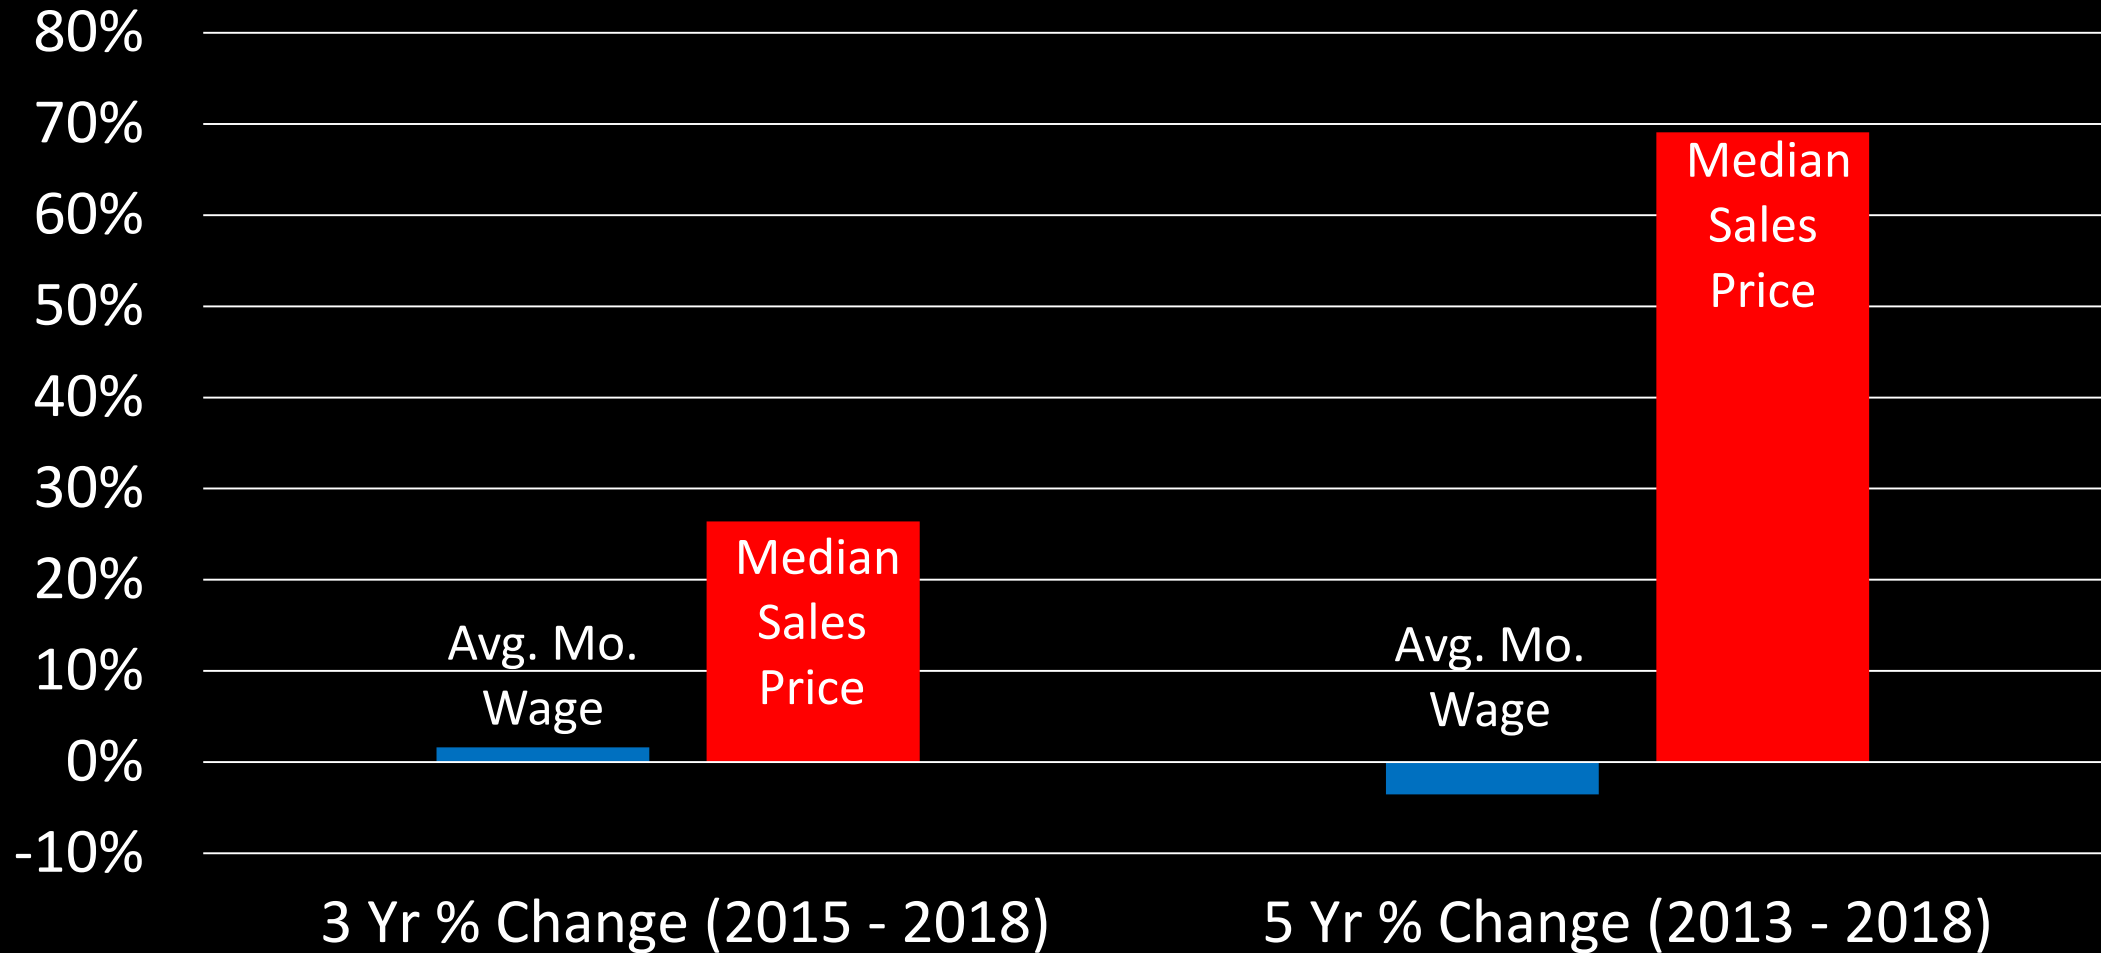 80%
70%
60%
50%
40%
30%
20%
10%
0%
-10%
Avg. Mo.
Wage
Median
Sales
Price
Avg. Mo.
Wage
Median
Sales
Price
3 Yr % Change (2015 - 2018)
5 Yr % Change (2013 - 2018)